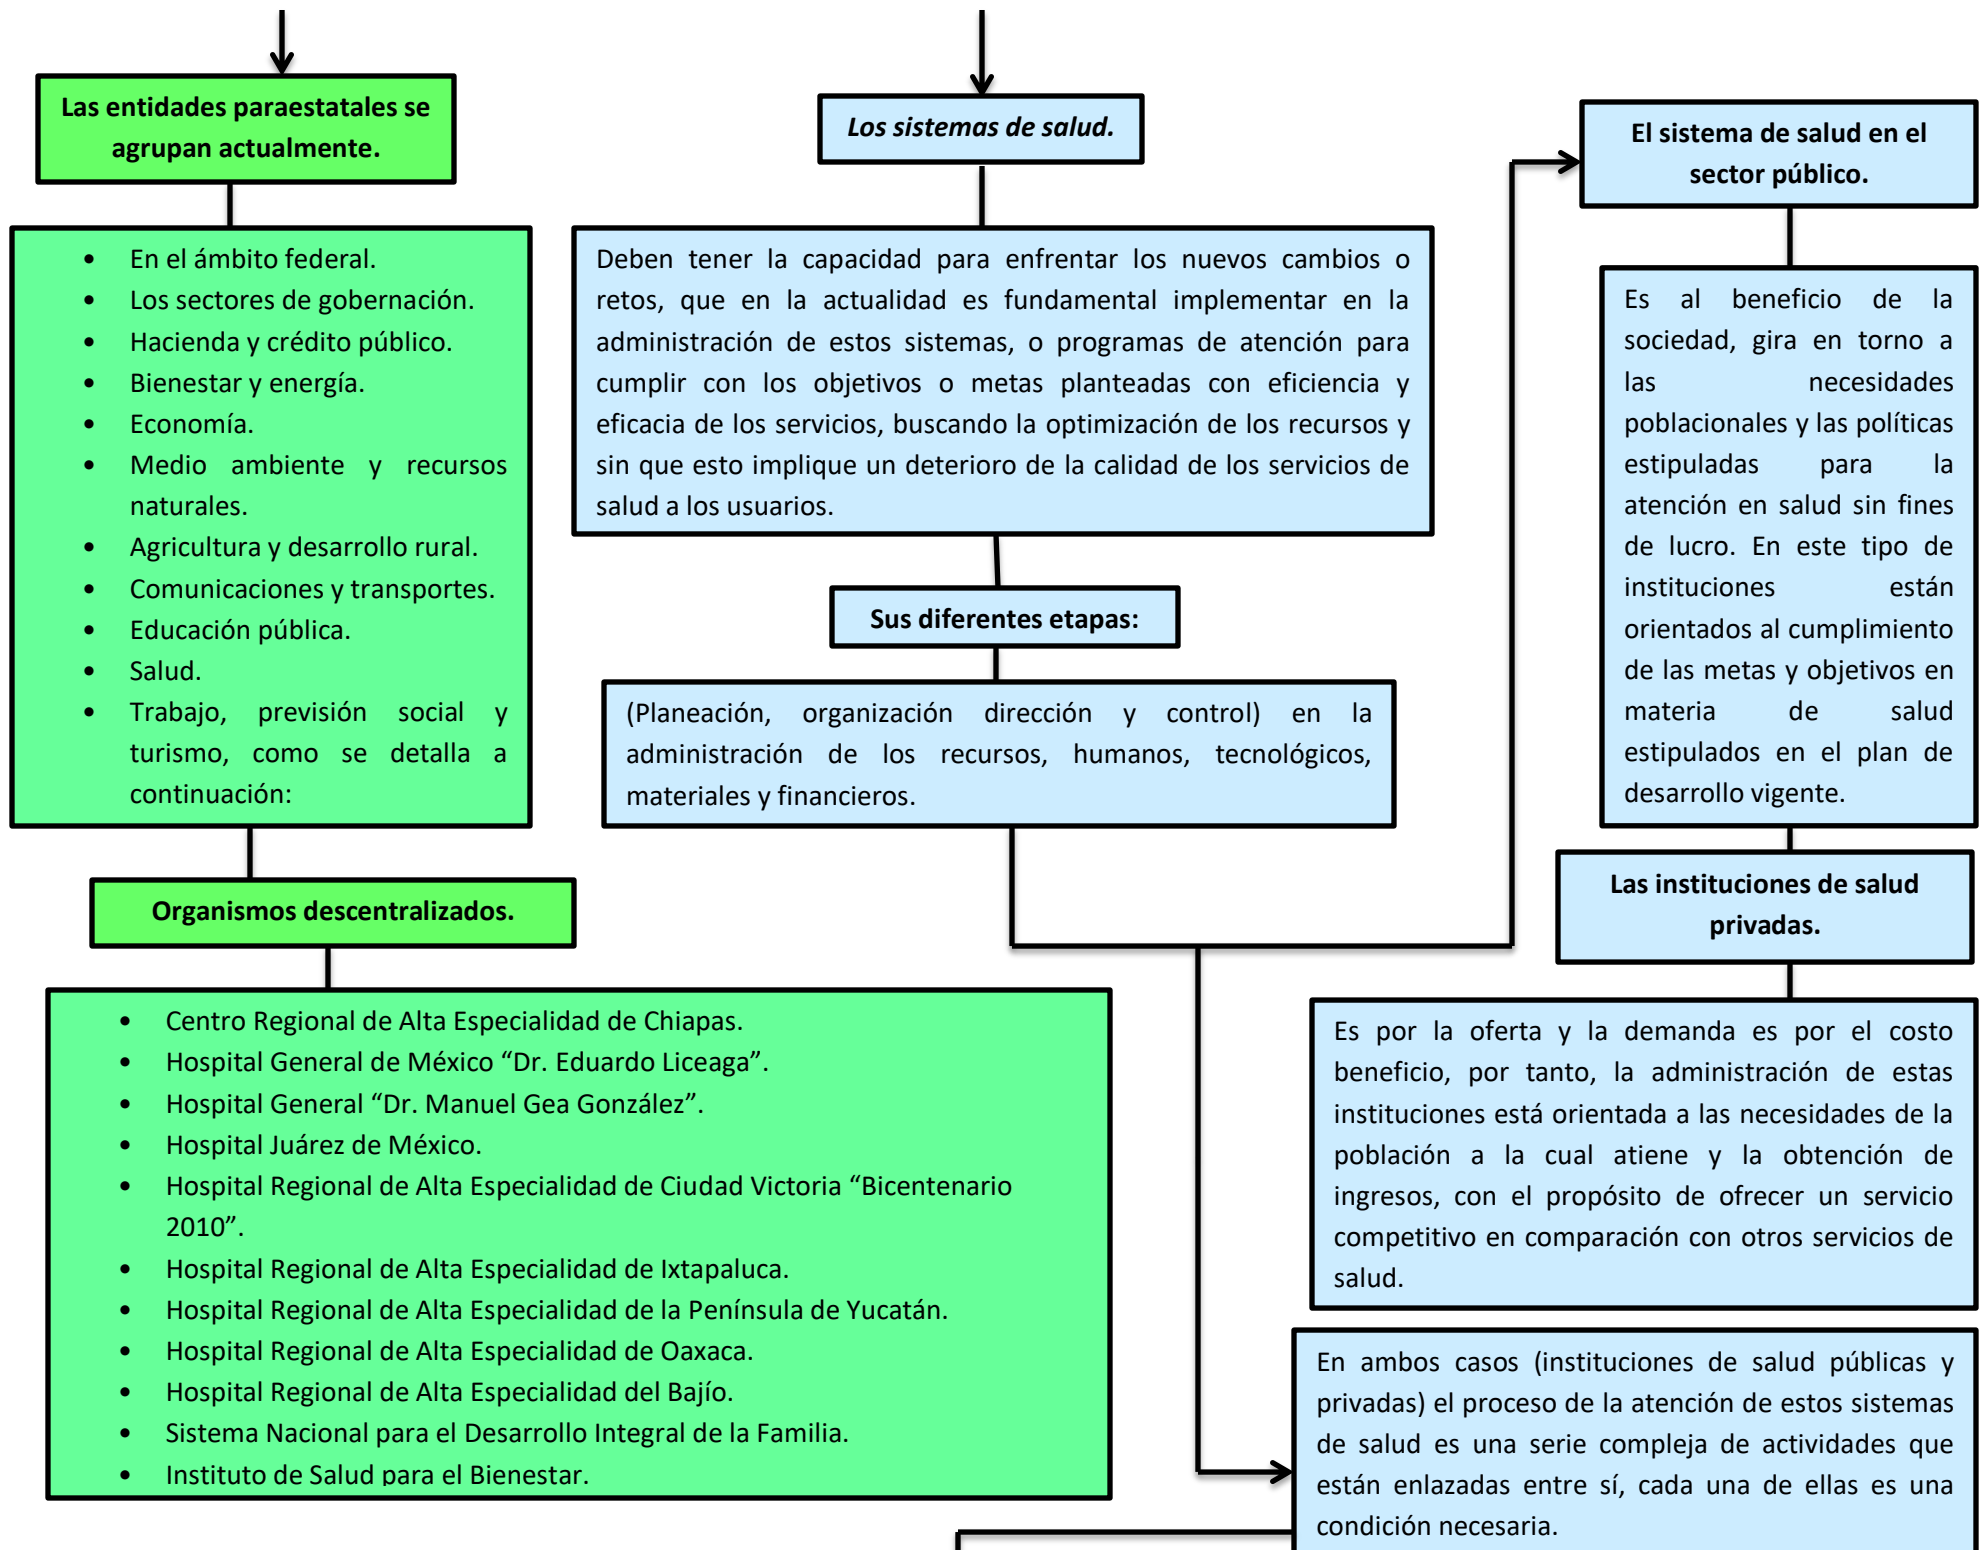 Las entidades paraestatales se
agrupan actualmente.
• En el ámbito federal.
• Los sectores de gobernación.
• Hacienda y crédito público.
• Bienestar y energía.
• Economía.
• Medio ambiente y recursos
naturales.
• Agricultura y desarrollo rural.
• Comunicaciones y transportes.
• Educación pública.
• Salud.
• Trabajo, previsión social y
turismo, como se detalla a
continuación:
Organismos descentralizados.
• Centro Regional de Alta Especialidad de Chiapas.
• Hospital General de México “Dr. Eduardo Liceaga”.
• Hospital General “Dr. Manuel Gea González”.
• Hospital Juárez de México.
• Hospital Regional de Alta Especialidad de Ciudad Victoria “Bicentenario
2010”.
• Hospital Regional de Alta Especialidad de Ixtapaluca.
• Hospital Regional de Alta Especialidad de la Península de Yucatán.
• Hospital Regional de Alta Especialidad de Oaxaca.
• Hospital Regional de Alta Especialidad del Bajío.
• Sistema Nacional para el Desarrollo Integral de la Familia.
• Instituto de Salud para el Bienestar.
Los sistemas de salud.
Deben tener la capacidad para enfrentar los nuevos cambios o
retos, que en la actualidad es fundamental implementar en la
administración de estos sistemas, o programas de atención para
cumplir con los objetivos o metas planteadas con eficiencia y
eficacia de los servicios, buscando la optimización de los recursos y
sin que esto implique un deterioro de la calidad de los servicios de
salud a los usuarios.
Sus diferentes etapas:
(Planeación, organización dirección y control) en la
administración de los recursos, humanos, tecnológicos,
materiales y financieros.
El sistema de salud en el
sector público.
Es al beneficio de la
sociedad, gira en torno a
las necesidades
poblacionales y las políticas
estipuladas para la
atención en salud sin fines
de lucro. En este tipo de
instituciones están
orientados al cumplimiento
de las metas y objetivos en
materia de salud
estipulados en el plan de
desarrollo vigente.
Las instituciones de salud
privadas.
Es por la oferta y la demanda es por el costo
beneficio, por tanto, la administración de estas
instituciones está orientada a las necesidades de la
población a la cual atiene y la obtención de
ingresos, con el propósito de ofrecer un servicio
competitivo en comparación con otros servicios de
salud.
En ambos casos (instituciones de salud públicas y
privadas) el proceso de la atención de estos sistemas
de salud es una serie compleja de actividades que
están enlazadas entre sí, cada una de ellas es una
condición necesaria.